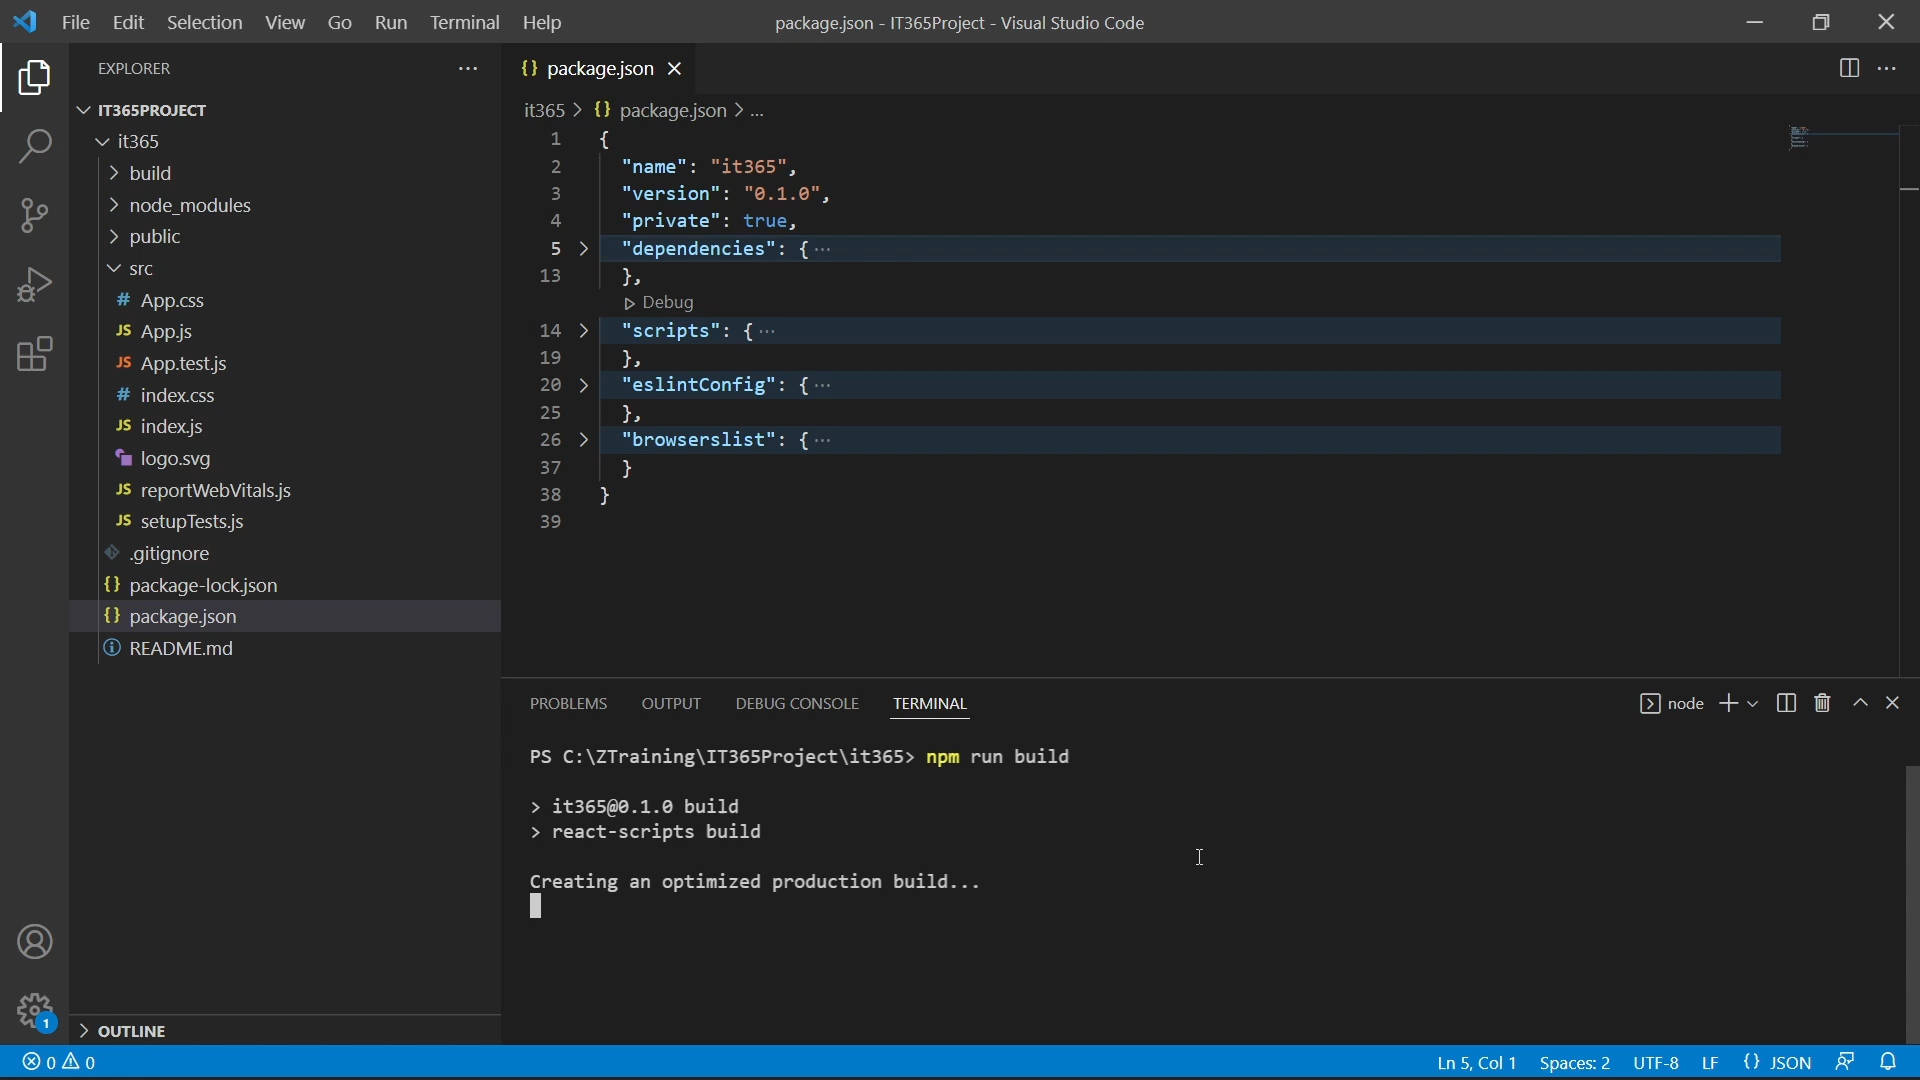 File Edit Selection View Go Run Terminal Help
package.json - IT365Project - Visual Studio Code
EXPLORER
IT365PROJECT
it365
build
node_modules
public
src
# App.css
JS App.js
JS App.test.js
# index.css
JS index.js
logo.svg
JS reportWebVitals.js
JS setupTests.js
.gitignore
{} package-lock.json
{} package.json
README.md
OUTLINE
1
{} package.json
it365 > {} package.json > ...
1 {
2 "name": "it365",
3 "version": "0.1.0",
4 "private": true,
5 > "dependencies": { ...
13 },
Debug
14 > "scripts": { ...
19 },
20 > "eslintConfig": { ...
25 },
26 > "browserslist": { ...
37 }
38 }
39
PROBLEMS OUTPUT DEBUG CONSOLE TERMINAL
node
PS C:\ZTraining\IT365Project\it365> npm run build
> it365@0.1.0 build
> react-scripts build
Creating an optimized production build...
0 0
Ln 5, Col 1 Spaces: 2 UTF-8 LF {} JSON